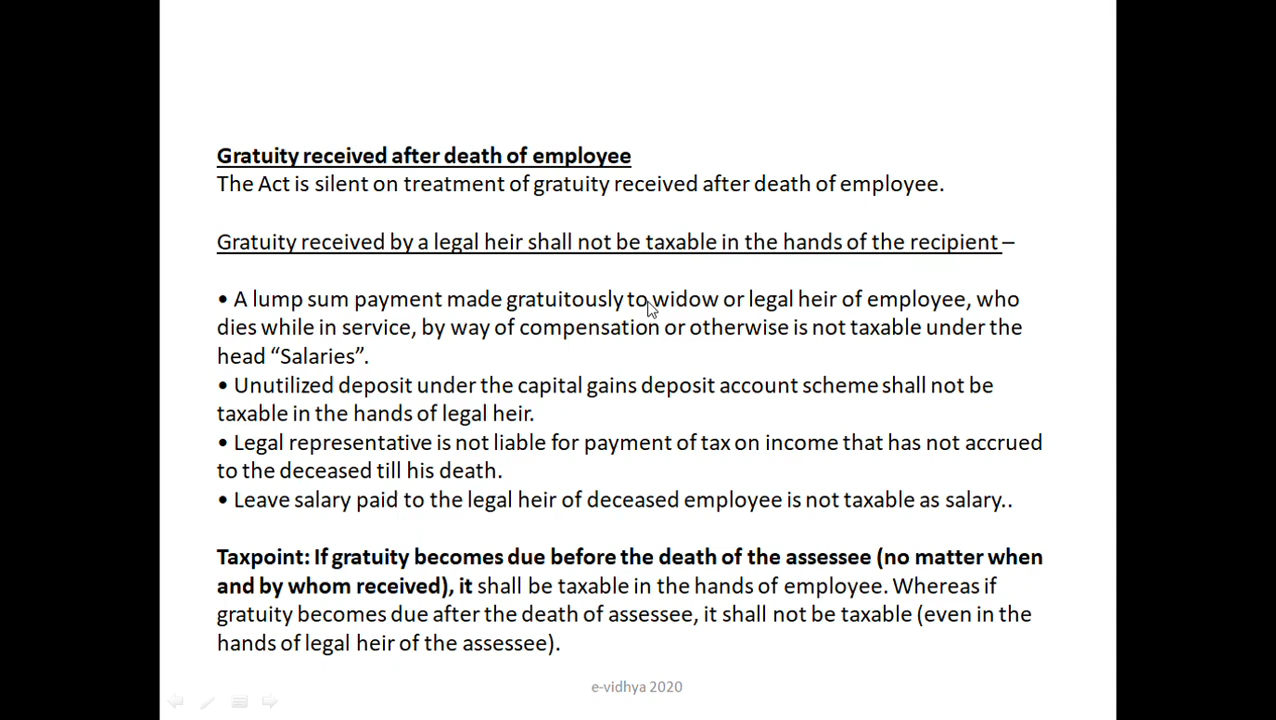 Gratuity received after death of employee
The Act is silent on treatment of gratuity received after death of employee.
Gratuity received by a legal heir shall not be taxable in the hands of the recipient –
• A lump sum payment made gratuitously to widow or legal heir of employee, who
dies while in service, by way of compensation or otherwise is not taxable under the
head “Salaries”.
• Unutilized deposit under the capital gains deposit account scheme shall not be
taxable in the hands of legal heir.
• Legal representative is not liable for payment of tax on income that has not accrued
to the deceased till his death.
• Leave salary paid to the legal heir of deceased employee is not taxable as salary..
Taxpoint: If gratuity becomes due before the death of the assessee (no matter when
and by whom received), it shall be taxable in the hands of employee. Whereas if
gratuity becomes due after the death of assessee, it shall not be taxable (even in the
hands of legal heir of the assessee).
e-vidhya 2020